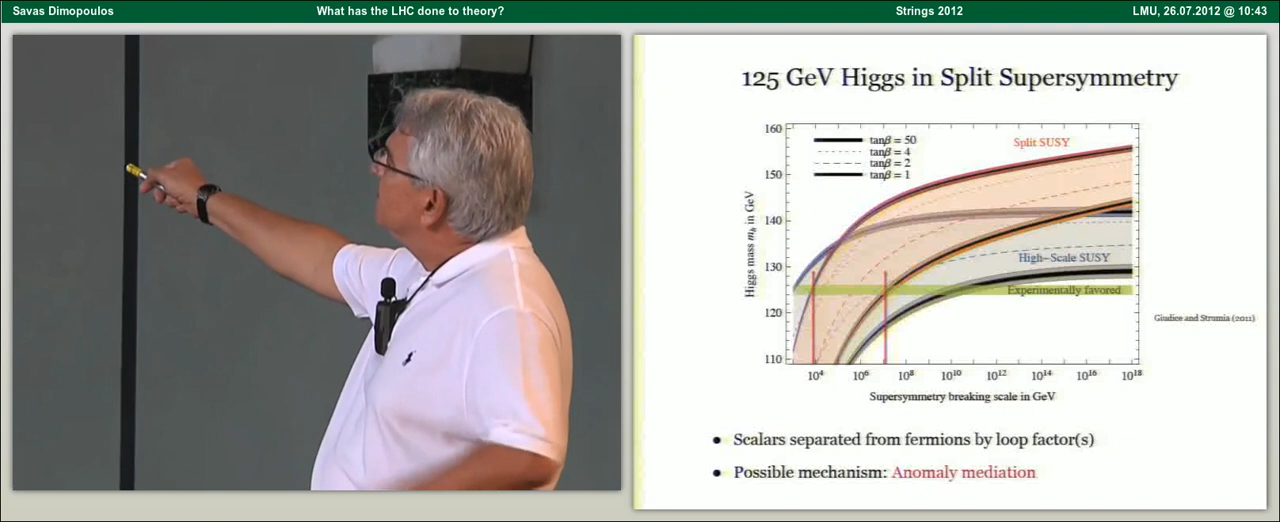 Savas Dimopoulos
What has the LHC done to theory?
Strings 2012
LMU, 26.07.2012 @ 10:43
125 GeV Higgs in Split Supersymmetry
160
150
140
130
120
110
Higgs mass mₕ in GeV
tanβ = 50
tanβ = 4
tanβ = 2
tanβ = 1
Split SUSY
High-Scale SUSY
Experimentally favored
Giudice and Strumia (2011)
10⁴ 10⁶ 10⁸ 10¹⁰ 10¹² 10¹⁴ 10¹⁶ 10¹⁸
Supersymmetry breaking scale in GeV
• Scalars separated from fermions by loop factor(s)
• Possible mechanism: Anomaly mediation